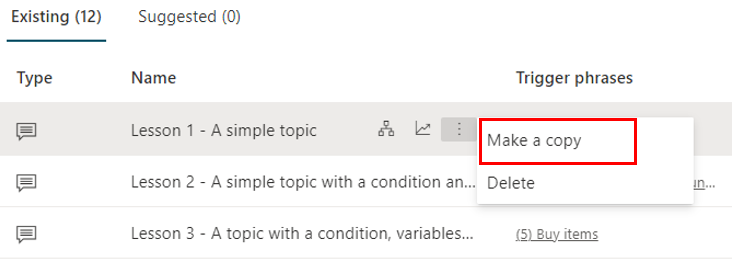 Existing (12) Suggested (0)
Type Name Trigger phrases
Lesson 1 - A simple topic
Make a copy
Lesson 2 - A simple topic with a condition an... un...
Delete
Lesson 3 - A topic with a condition, variables... (5) Buy items